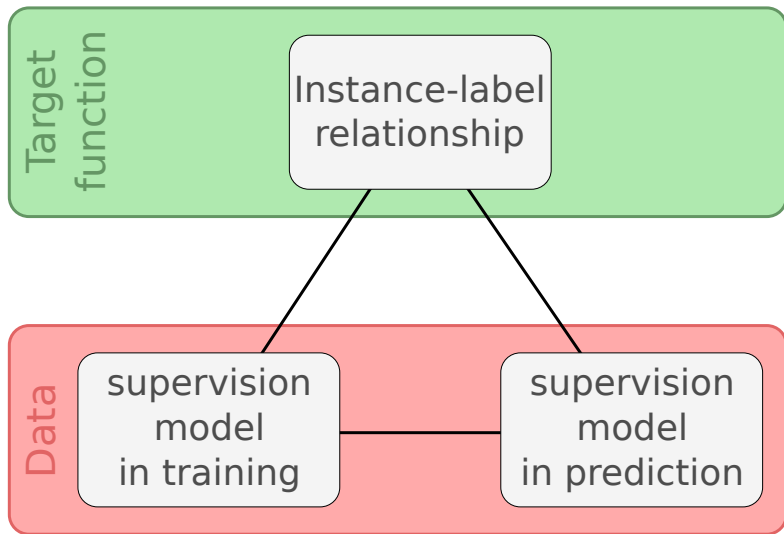 Target
function
Instance-label
relationship
Data
supervision
model
in training
supervision
model
in prediction